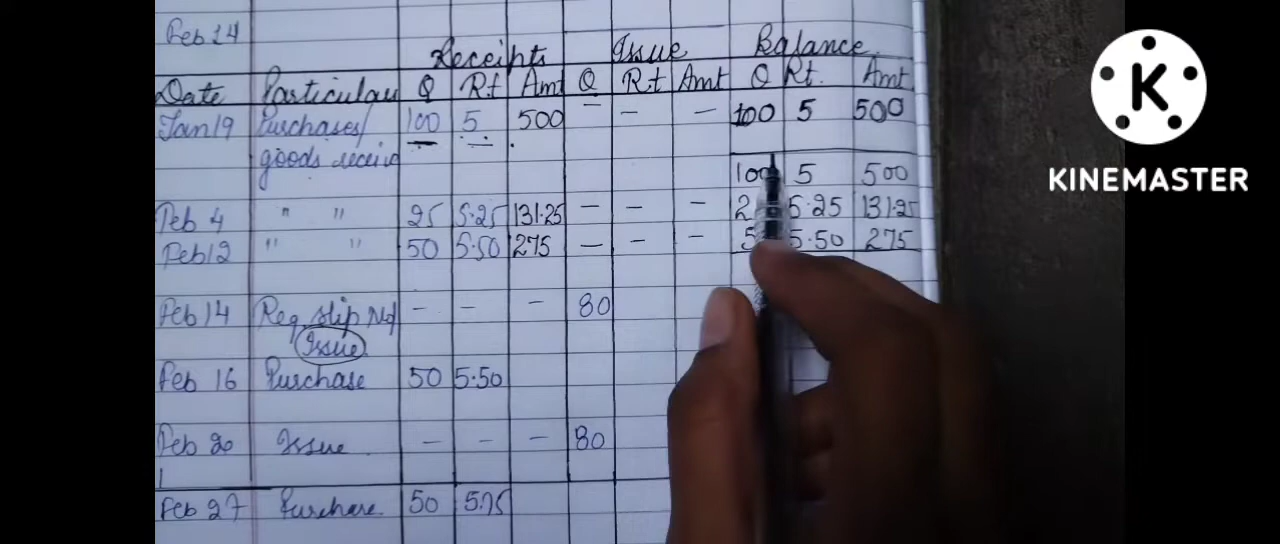 Feb 14
Receipts Issue Balance
Date Particulars Q Rt Amt Q Rt Amt Q Rt. Amt
Jan 19 Purchases/ 100 5 500 — — — 100 5 500
goods receiv
100 5 500
Feb 4 " " 25 5.25 131.25 — — — 2 5.25 131.25
Feb 12 " " 50 5.50 275 — — — 5 5.50 275
Feb 14 Req. slip No/ — — — 80
Issue
Feb 16 Purchase 50 5.50
Feb 20 Issue — — — 80
Feb 27 Purchase 50 5.75
K
KINEMASTER